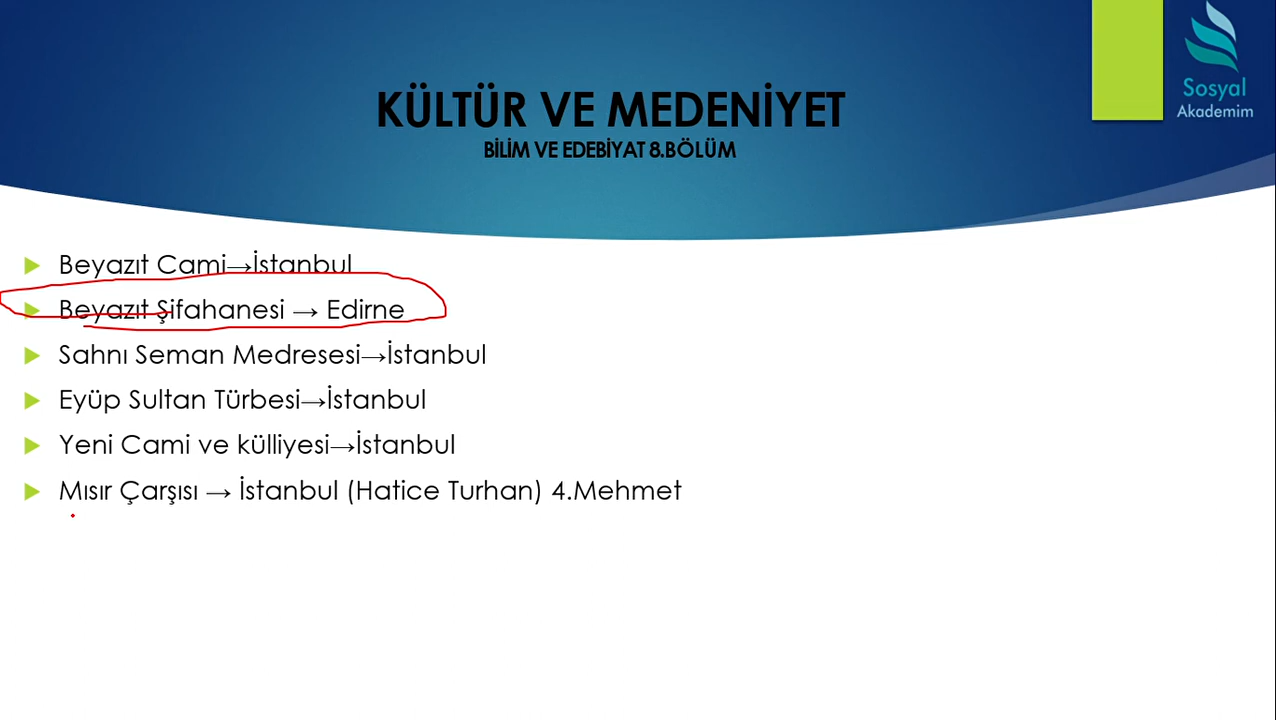 Sosyal
Akademim
KÜLTÜR VE MEDENİYET
BİLİM VE EDEBİYAT 8.BÖLÜM
Beyazıt Cami→İstanbul
Beyazıt Şifahanesi → Edirne
Sahnı Seman Medresesi→İstanbul
Eyüp Sultan Türbesi→İstanbul
Yeni Cami ve külliyesi→İstanbul
Mısır Çarşısı → İstanbul (Hatice Turhan) 4.Mehmet